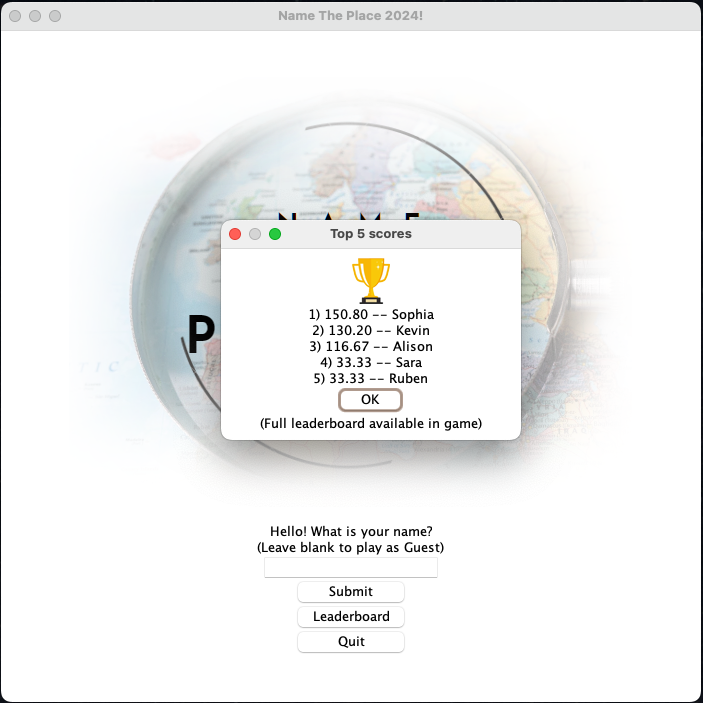 Name The Place 2024!
N A M E
P
Top 5 scores
1) 150.80 -- Sophia
2) 130.20 -- Kevin
3) 116.67 -- Alison
4) 33.33 -- Sara
5) 33.33 -- Ruben
OK
(Full leaderboard available in game)
Hello! What is your name?
(Leave blank to play as Guest)
Submit
Leaderboard
Quit